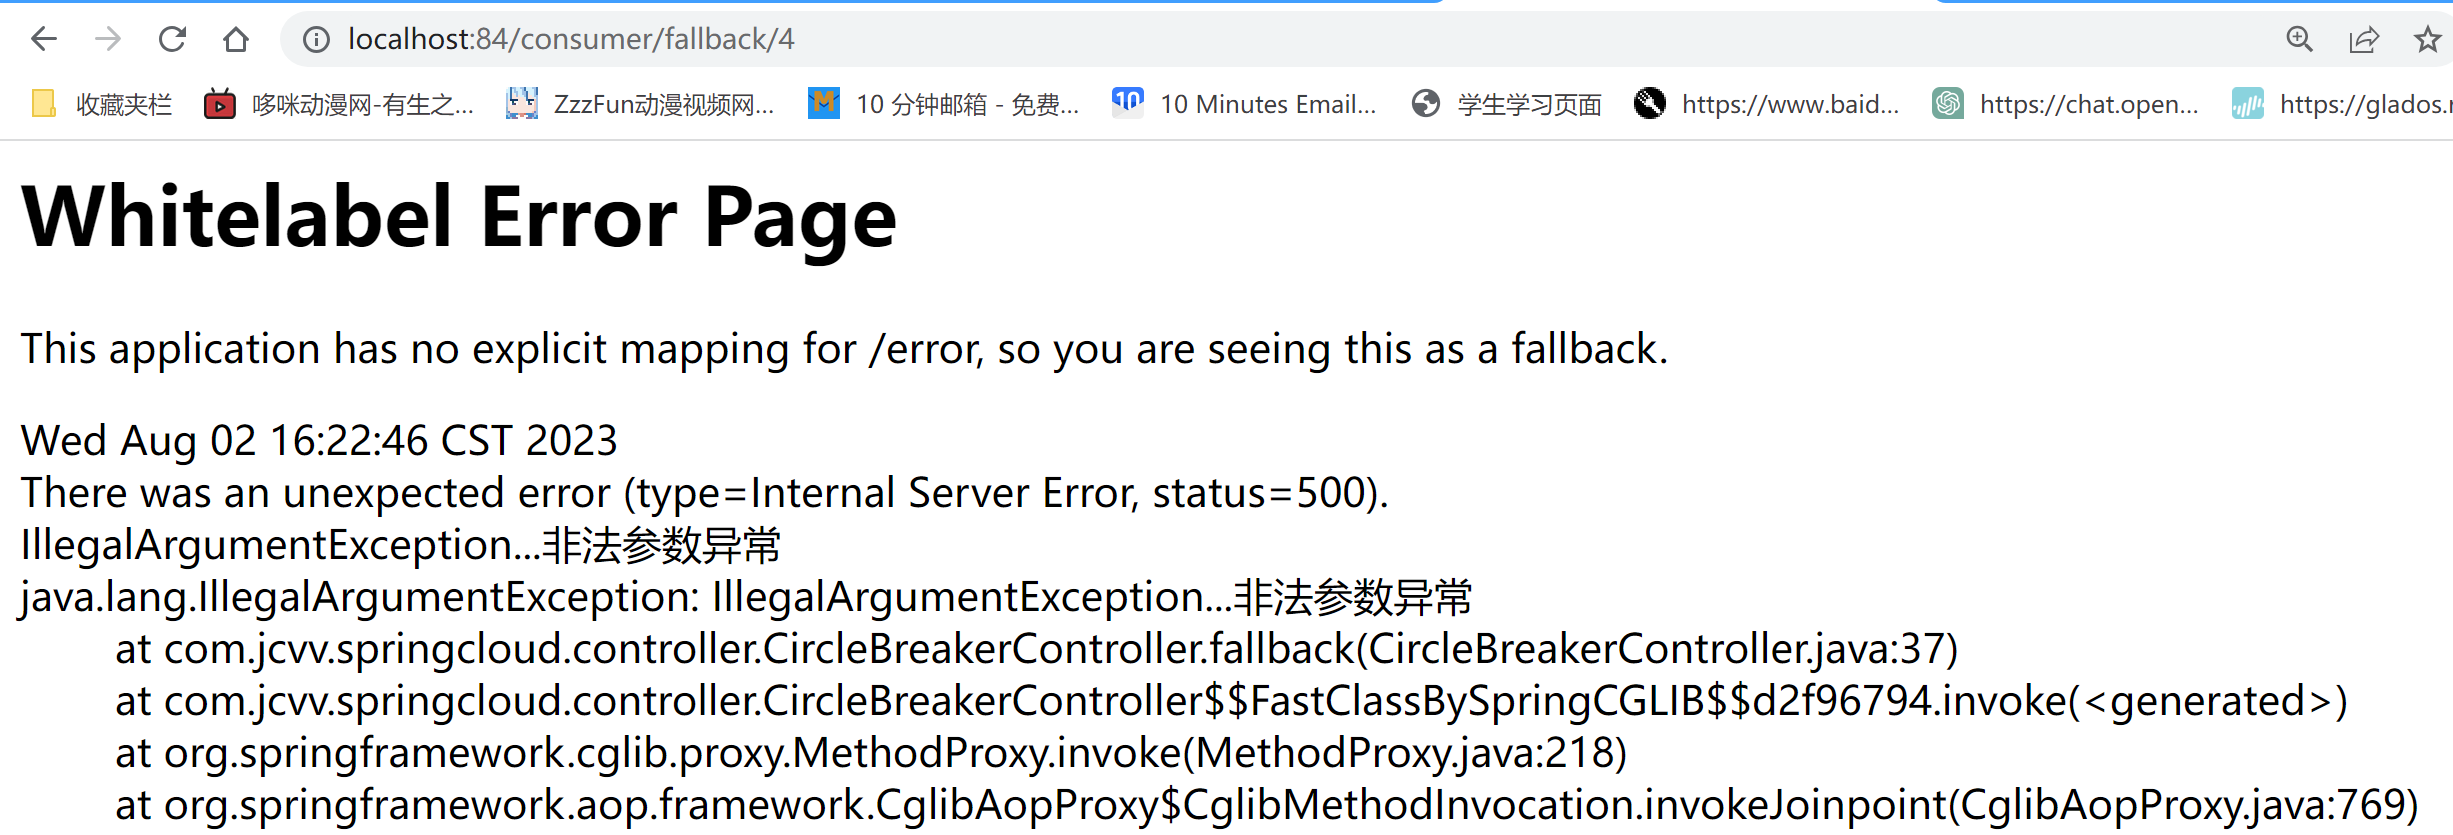 localhost:84/consumer/fallback/4
收藏夹栏 哆咪动漫网-有生之... ZzzFun动漫视频网... M 10 分钟邮箱 - 免费... 10 10 Minutes Email... 学生学习页面 https://www.baid... https://chat.open... https://glados.r
Whitelabel Error Page
This application has no explicit mapping for /error, so you are seeing this as a fallback.
Wed Aug 02 16:22:46 CST 2023
There was an unexpected error (type=Internal Server Error, status=500).
IllegalArgumentException...非法参数异常
java.lang.IllegalArgumentException: IllegalArgumentException...非法参数异常
at com.jcvv.springcloud.controller.CircleBreakerController.fallback(CircleBreakerController.java:37)
at com.jcvv.springcloud.controller.CircleBreakerController$$FastClassBySpringCGLIB$$d2f96794.invoke(<generated>)
at org.springframework.cglib.proxy.MethodProxy.invoke(MethodProxy.java:218)
at org.springframework.aop.framework.CglibAopProxy$CglibMethodInvocation.invokeJoinpoint(CglibAopProxy.java:769)